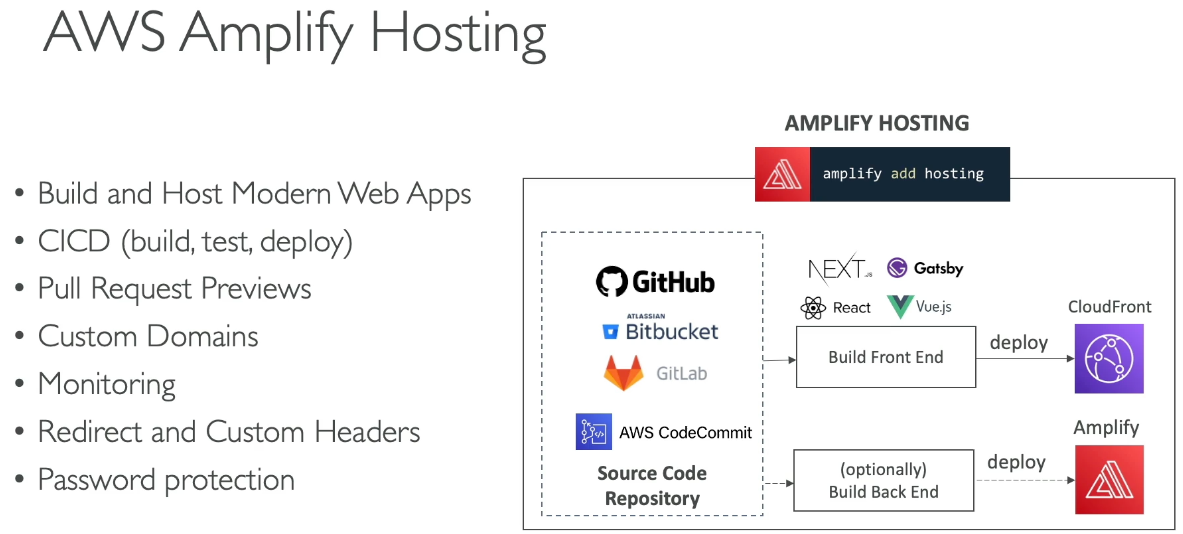 AWS Amplify Hosting
• Build and Host Modern Web Apps
• CICD (build, test, deploy)
• Pull Request Previews
• Custom Domains
• Monitoring
• Redirect and Custom Headers
• Password protection
AMPLIFY HOSTING
amplify add hosting
GitHub
ATLASSIAN
Bitbucket
GitLab
AWS CodeCommit
Source Code
Repository
NEXT.JS
Gatsby
React
Vue.js
Build Front End
deploy
CloudFront
(optionally)
Build Back End
deploy
Amplify